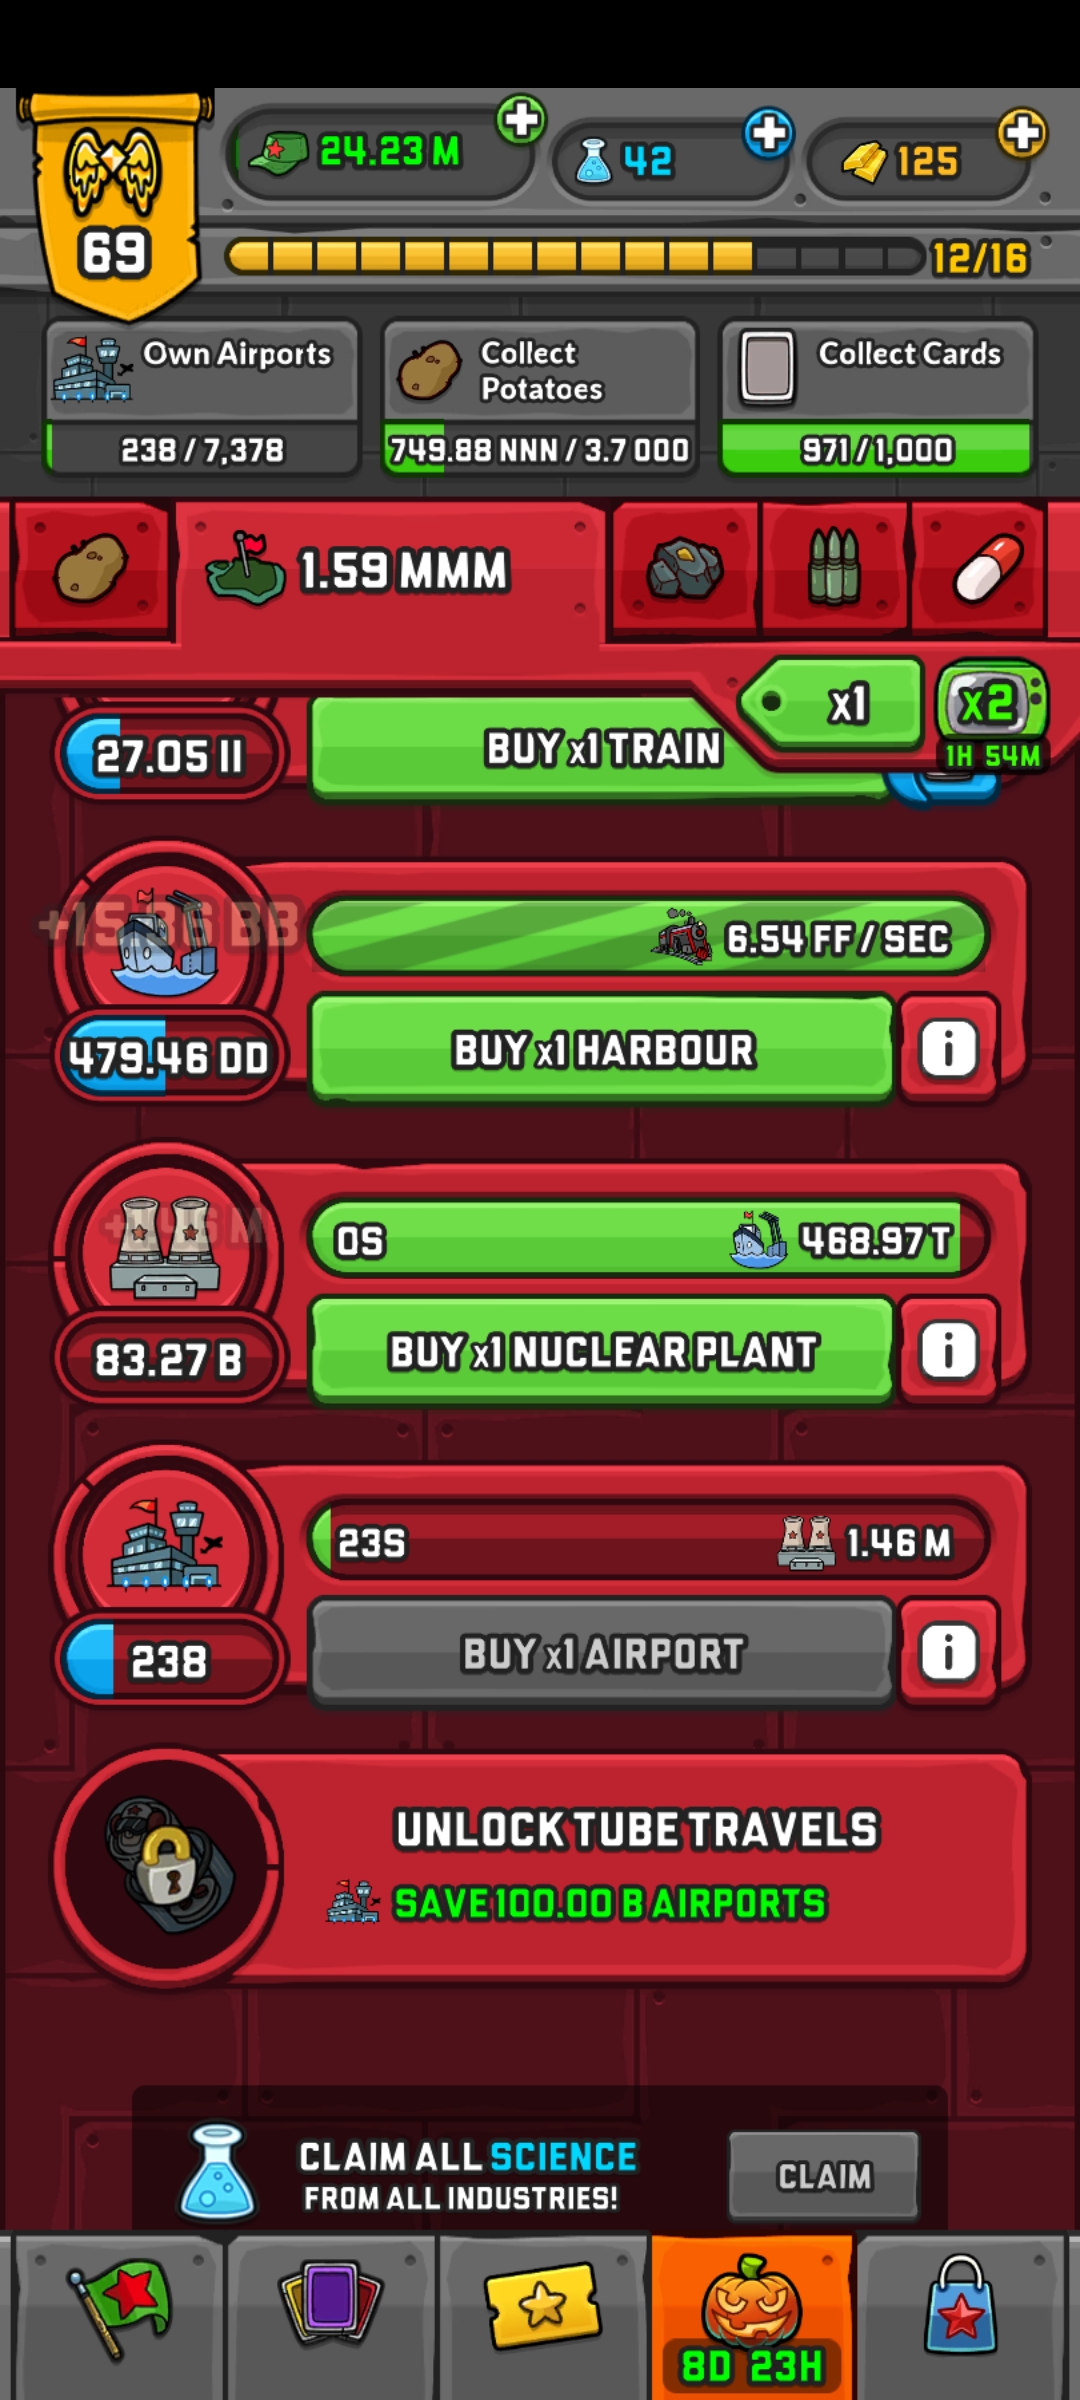 24.23 M
42
125
69
12/16
Own Airports
238 / 7,378
Collect
Potatoes
749.88 NNN / 3.7 OOO
Collect Cards
971 / 1,000
1.59 MMM
x1
x2
1H 54M
27.05 II
BUY x1 TRAIN
+15.36 BB
6.54 FF / SEC
479.46 DD
BUY x1 HARBOUR
0S
468.97 T
83.27 B
BUY x1 NUCLEAR PLANT
23S
1.46 M
238
BUY x1 AIRPORT
UNLOCK TUBE TRAVELS
SAVE 100.00 B AIRPORTS
CLAIM ALL SCIENCE
FROM ALL INDUSTRIES!
CLAIM
8D 23H